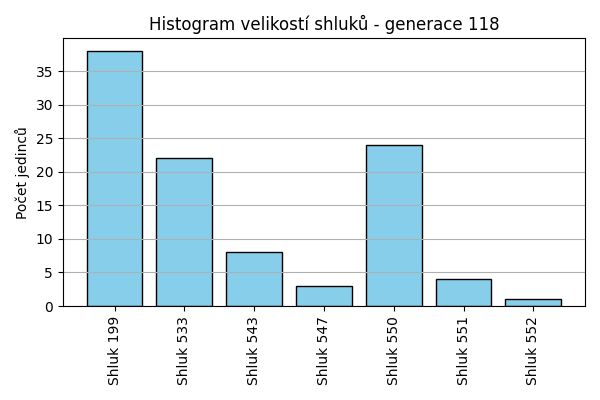 Histogram velikostí shluků - generace 118
Počet jedinců
35
30
25
20
15
10
5
0
Shluk 199
Shluk 533
Shluk 543
Shluk 547
Shluk 550
Shluk 551
Shluk 552